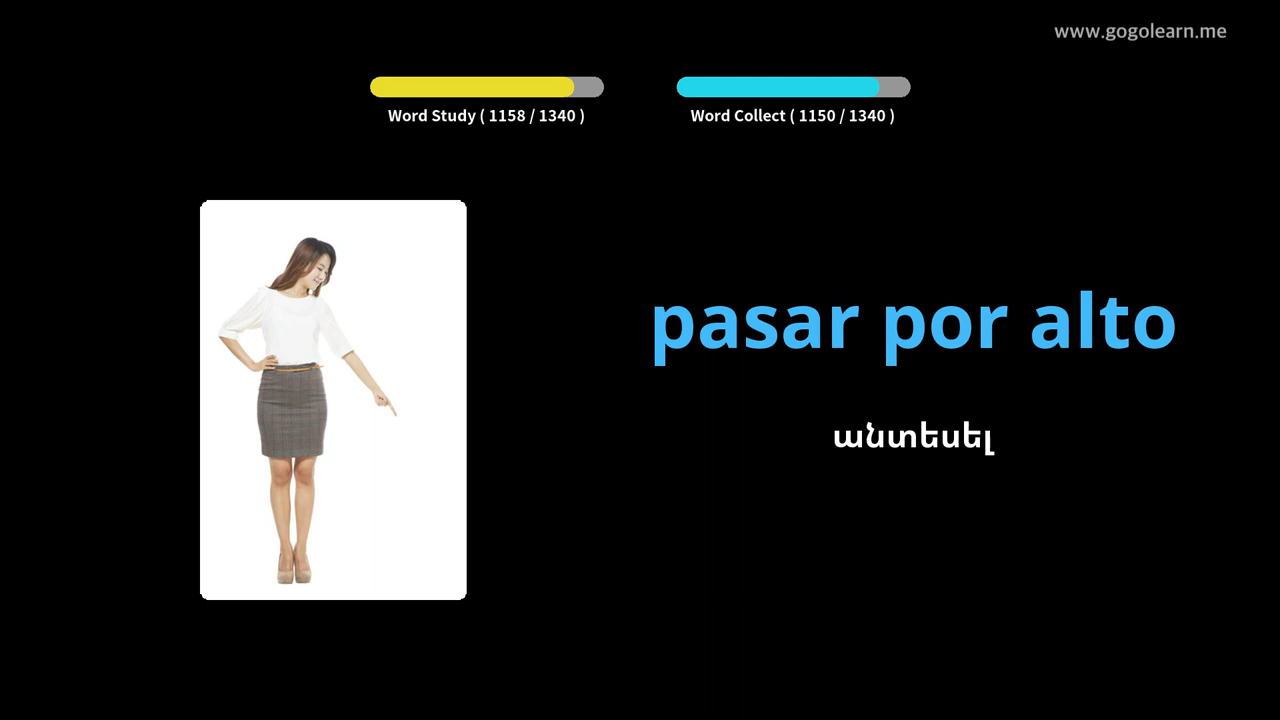 www.gogolearn.me
Word Study ( 1158 / 1340 )
Word Collect ( 1150 / 1340 )
pasar por alto
անտեսել